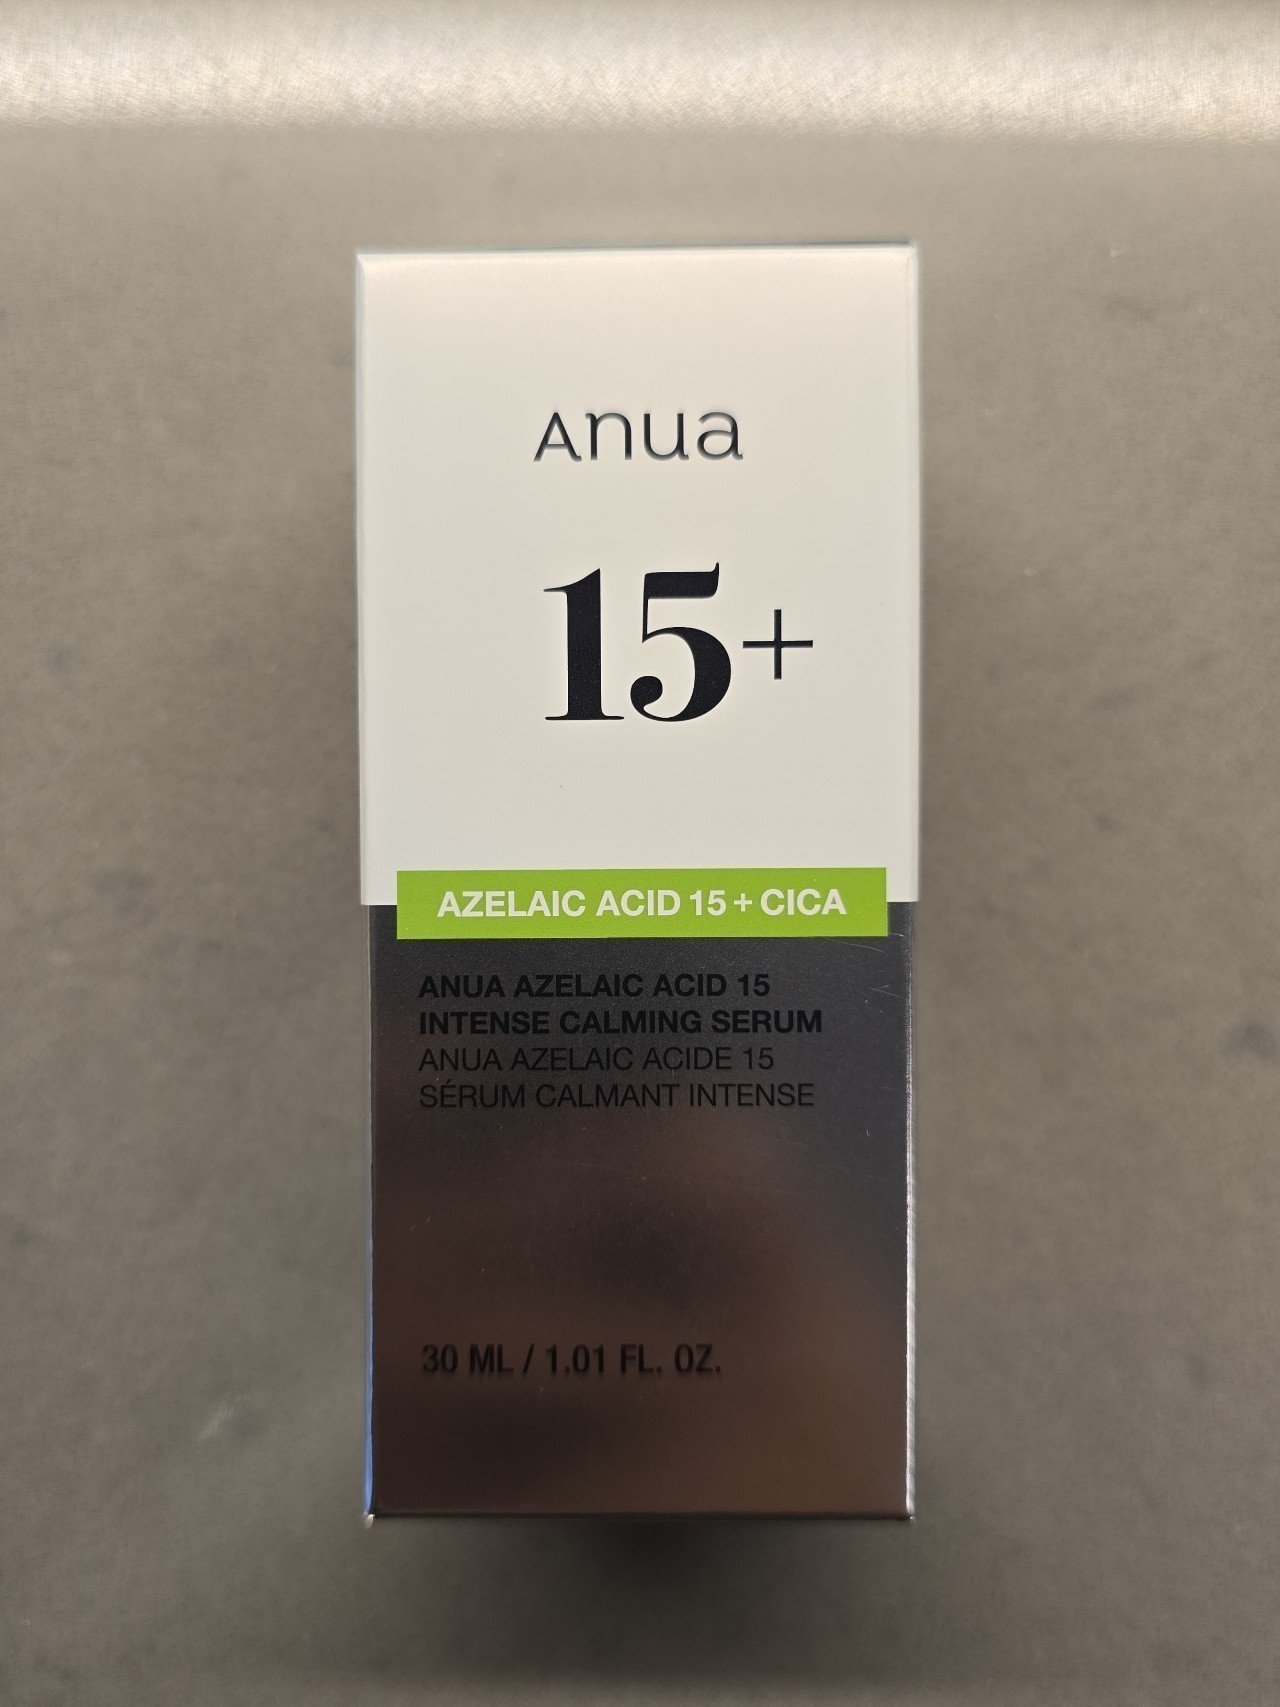 Anua
15+
AZELAIC ACID 15 + CICA
ANUA AZELAIC ACID 15
INTENSE CALMING SERUM
ANUA AZELAIC ACIDE 15
SÉRUM CALMANT INTENSE
30 ML / 1.01 FL. OZ.